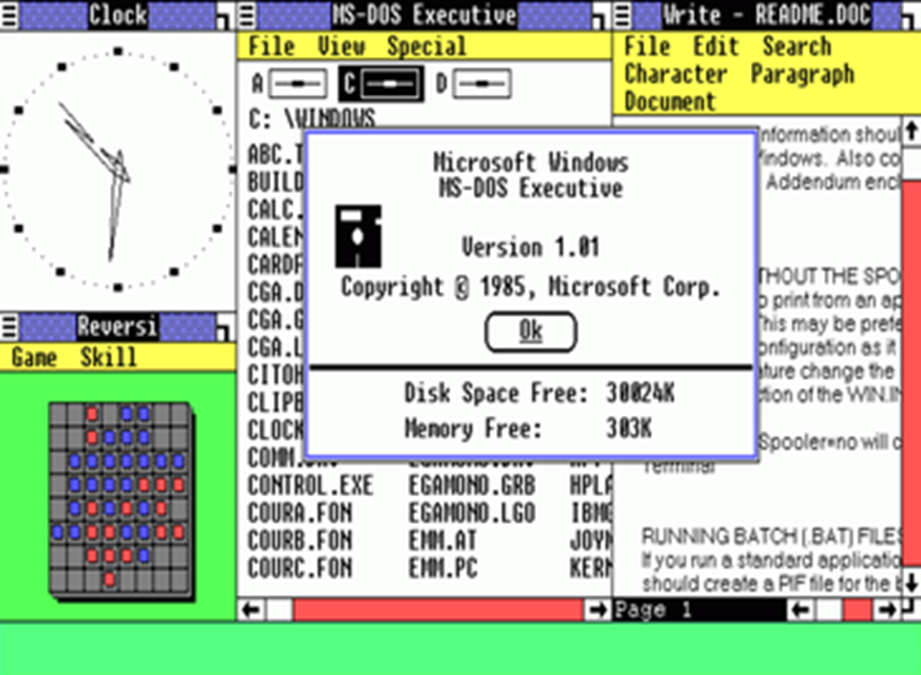 Clock
MS-DOS Executive
File View Special
A C D
C: \WINDOWS
ABC.T
BUILD
CALC.
CALEN
CARDF
CGA.D
CGA.G
CGA.L
CITOH
CLIPB
CLOCK
CONTROL.EXE EGAMONO.GRB HPLA
COURA.FON EGAMONO.LGO IBMG
COURB.FON EMM.AT JOYM
COURC.FON EMM.PC KERN
Write - README.DOC
File Edit Search
Character Paragraph
Document
nformation shoul
indows. Also co
Addendum encl
THOUT THE SPO
o print from an ap
This may be prefe
onfiguration as it
ature change the
ction of the WIN.IN
Spooler=no will c
Terminal
RUNNING BATCH (.BAT) FILES
If you run a standard applicatio
should create a PIF file for the b
Page 1
Microsoft Windows
MS-DOS Executive
Version 1.01
Copyright © 1985, Microsoft Corp.
Ok
Disk Space Free: 30024K
Memory Free: 303K
Reversi
Game Skill